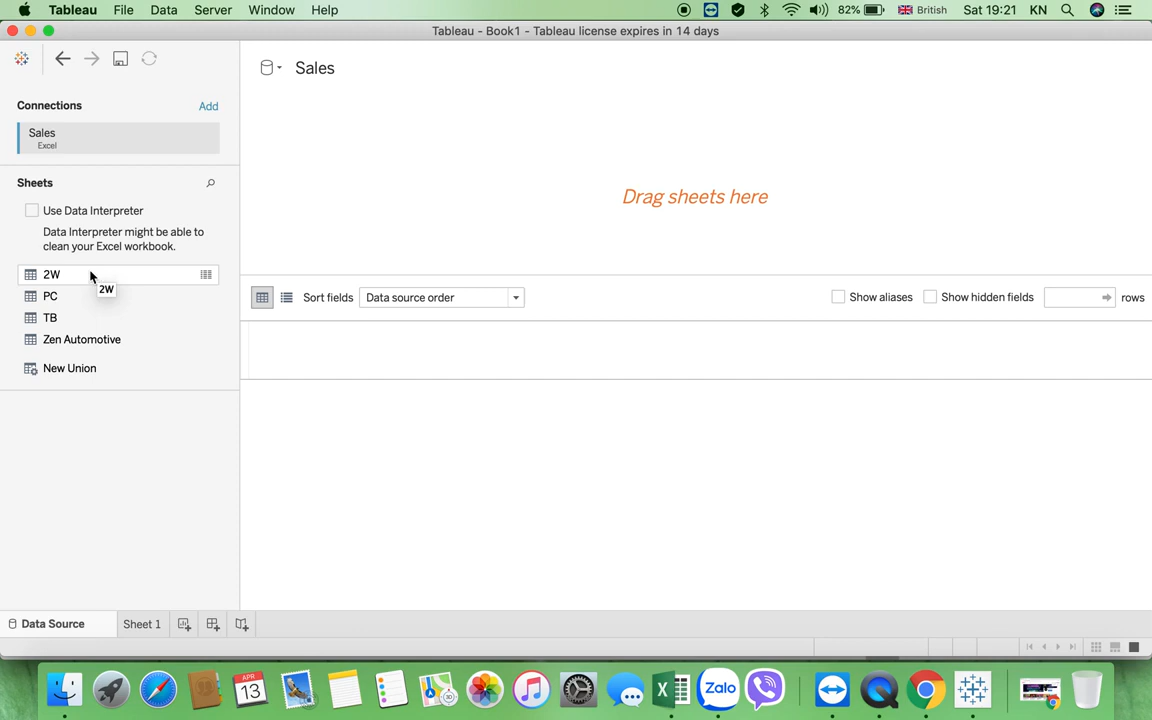 Tableau File Data Server Window Help 82% British Sat 19:21 KN
Tableau - Book1 - Tableau license expires in 14 days
Connections Add
Sales
Excel
Sheets
Use Data Interpreter
Data Interpreter might be able to
clean your Excel workbook.
2W
2W
PC
TB
Zen Automotive
New Union
Sales
Drag sheets here
Sort fields Data source order Show aliases Show hidden fields rows
Data Source Sheet 1
APR
13
Zalo